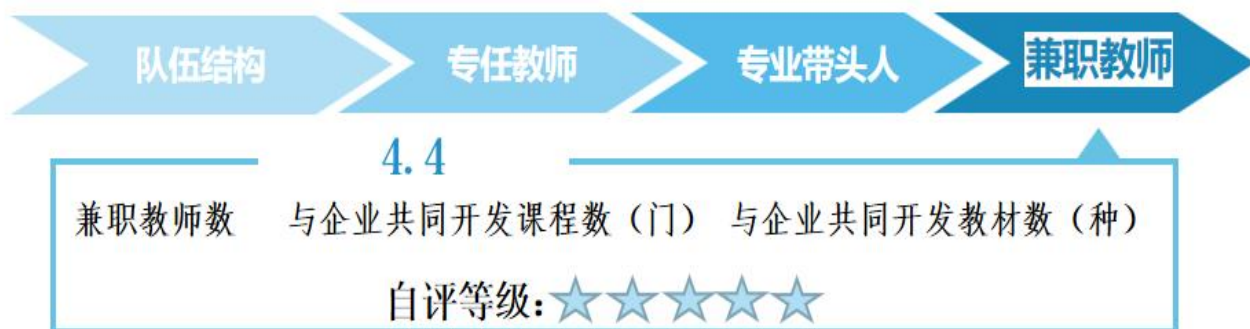 队伍结构 专任教师 专业带头人 兼职教师
4.4
兼职教师数 与企业共同开发课程数（门） 与企业共同开发教材数（种）
自评等级: